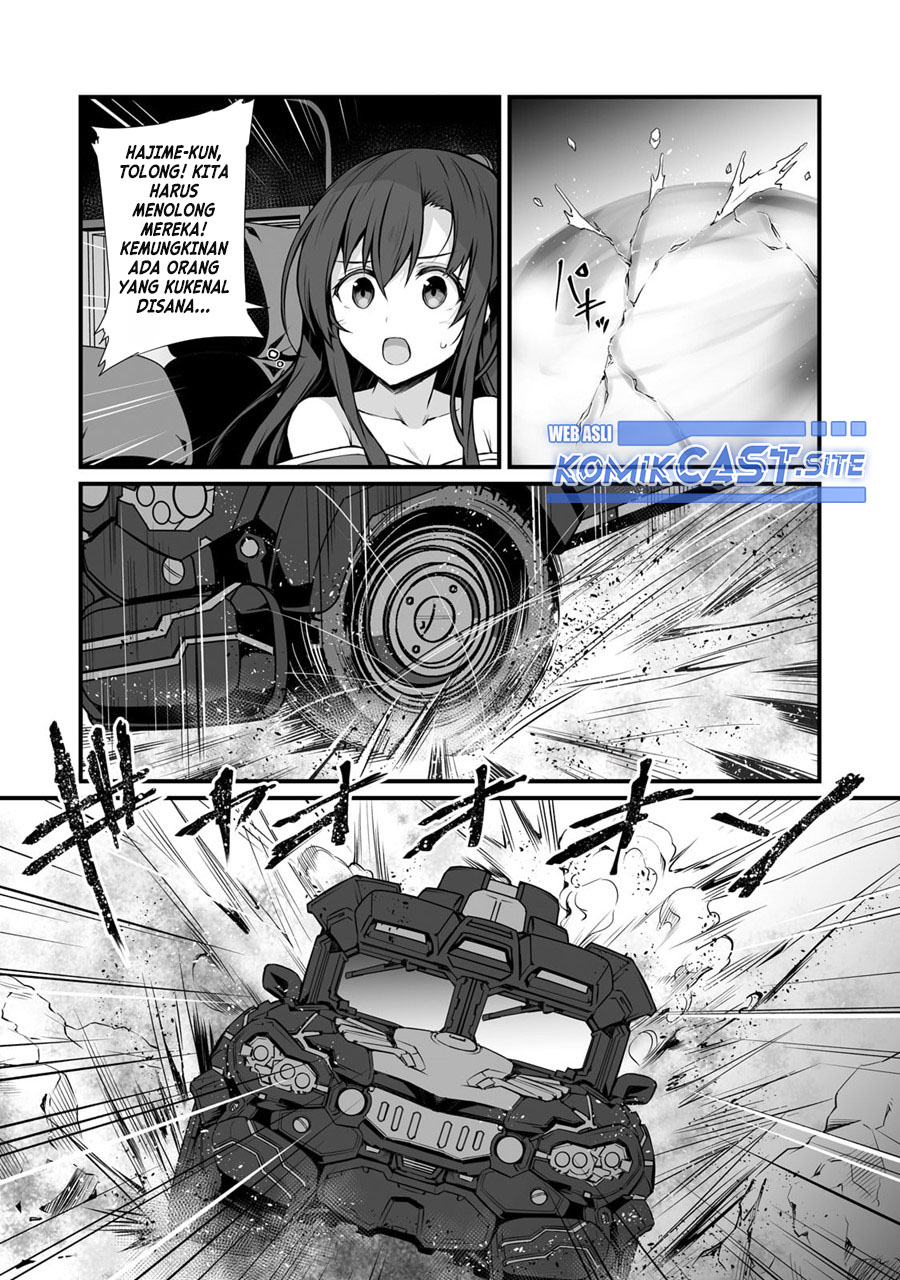 HAJIME-KUN,
TOLONG! KITA
HARUS
MENOLONG
MEREKA!
KEMUNGKINAN
ADA ORANG
YANG KUKENAL
DISANA...
パキッ
WEB ASLI
KOMIKCAST.SITE
ギャオオオーン